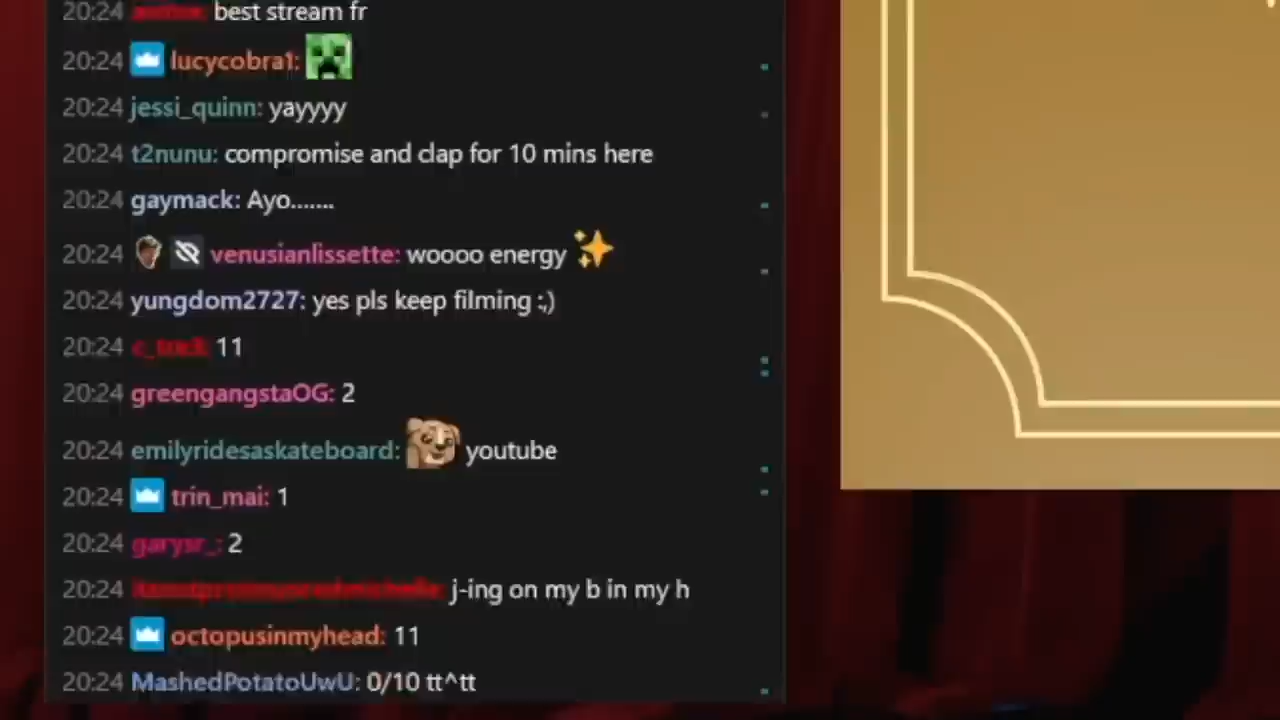 20:24 best stream fr
20:24 lucycobra1:
20:24 jessi_quinn: yayyyy
20:24 t2nunu: compromise and clap for 10 mins here
20:24 gaymack: Ayo.......
20:24 venusianlissette: woooo energy
20:24 yungdom2727: yes pls keep filming :,)
20:24 11
20:24 greengangstaOG: 2
20:24 emilyridesaskateboard: youtube
20:24 trin_mai: 1
20:24 garysr_: 2
20:24 j-ing on my b in my h
20:24 octopusinmyhead: 11
20:24 MashedPotatoUwU: 0/10 tt^tt